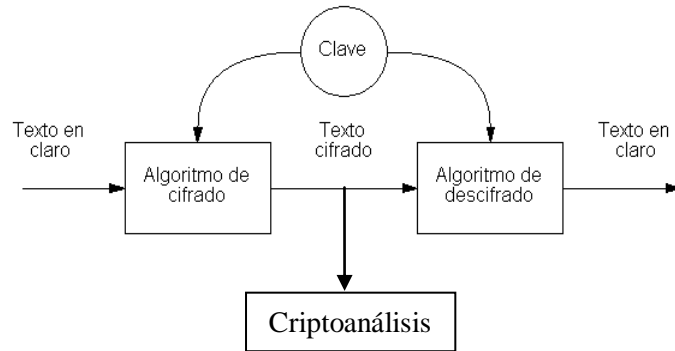 Clave
Texto en
claro
Algoritmo de
cifrado
Texto
cifrado
Algoritmo de
descifrado
Texto en
claro
Criptoanálisis